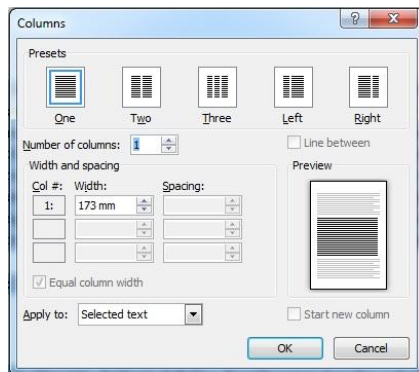 Columns
Presets
One Two Three Left Right
Number of columns: 1 Line between
Width and spacing Preview
Col #: Width: Spacing:
1: 173 mm
Equal column width
Apply to: Selected text Start new column
OK Cancel